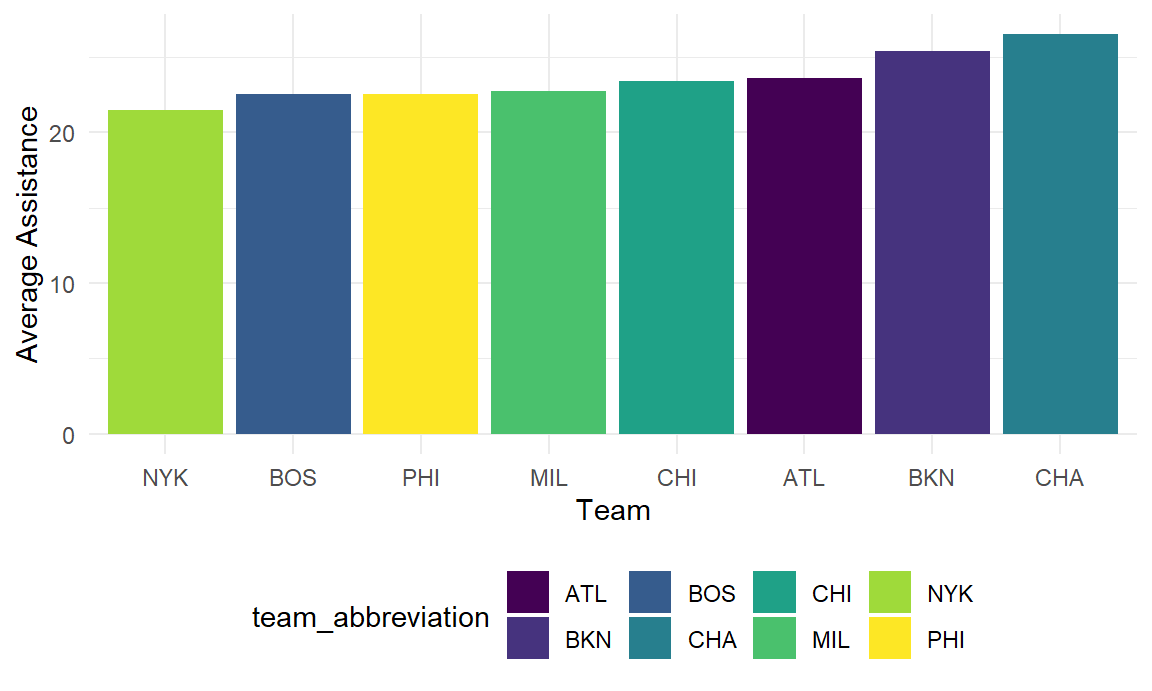 Average Assistance
20
10
0
NYK BOS PHI MIL CHI ATL BKN CHA
Team
team_abbreviation
ATL BOS CHI NYK
BKN CHA MIL PHI